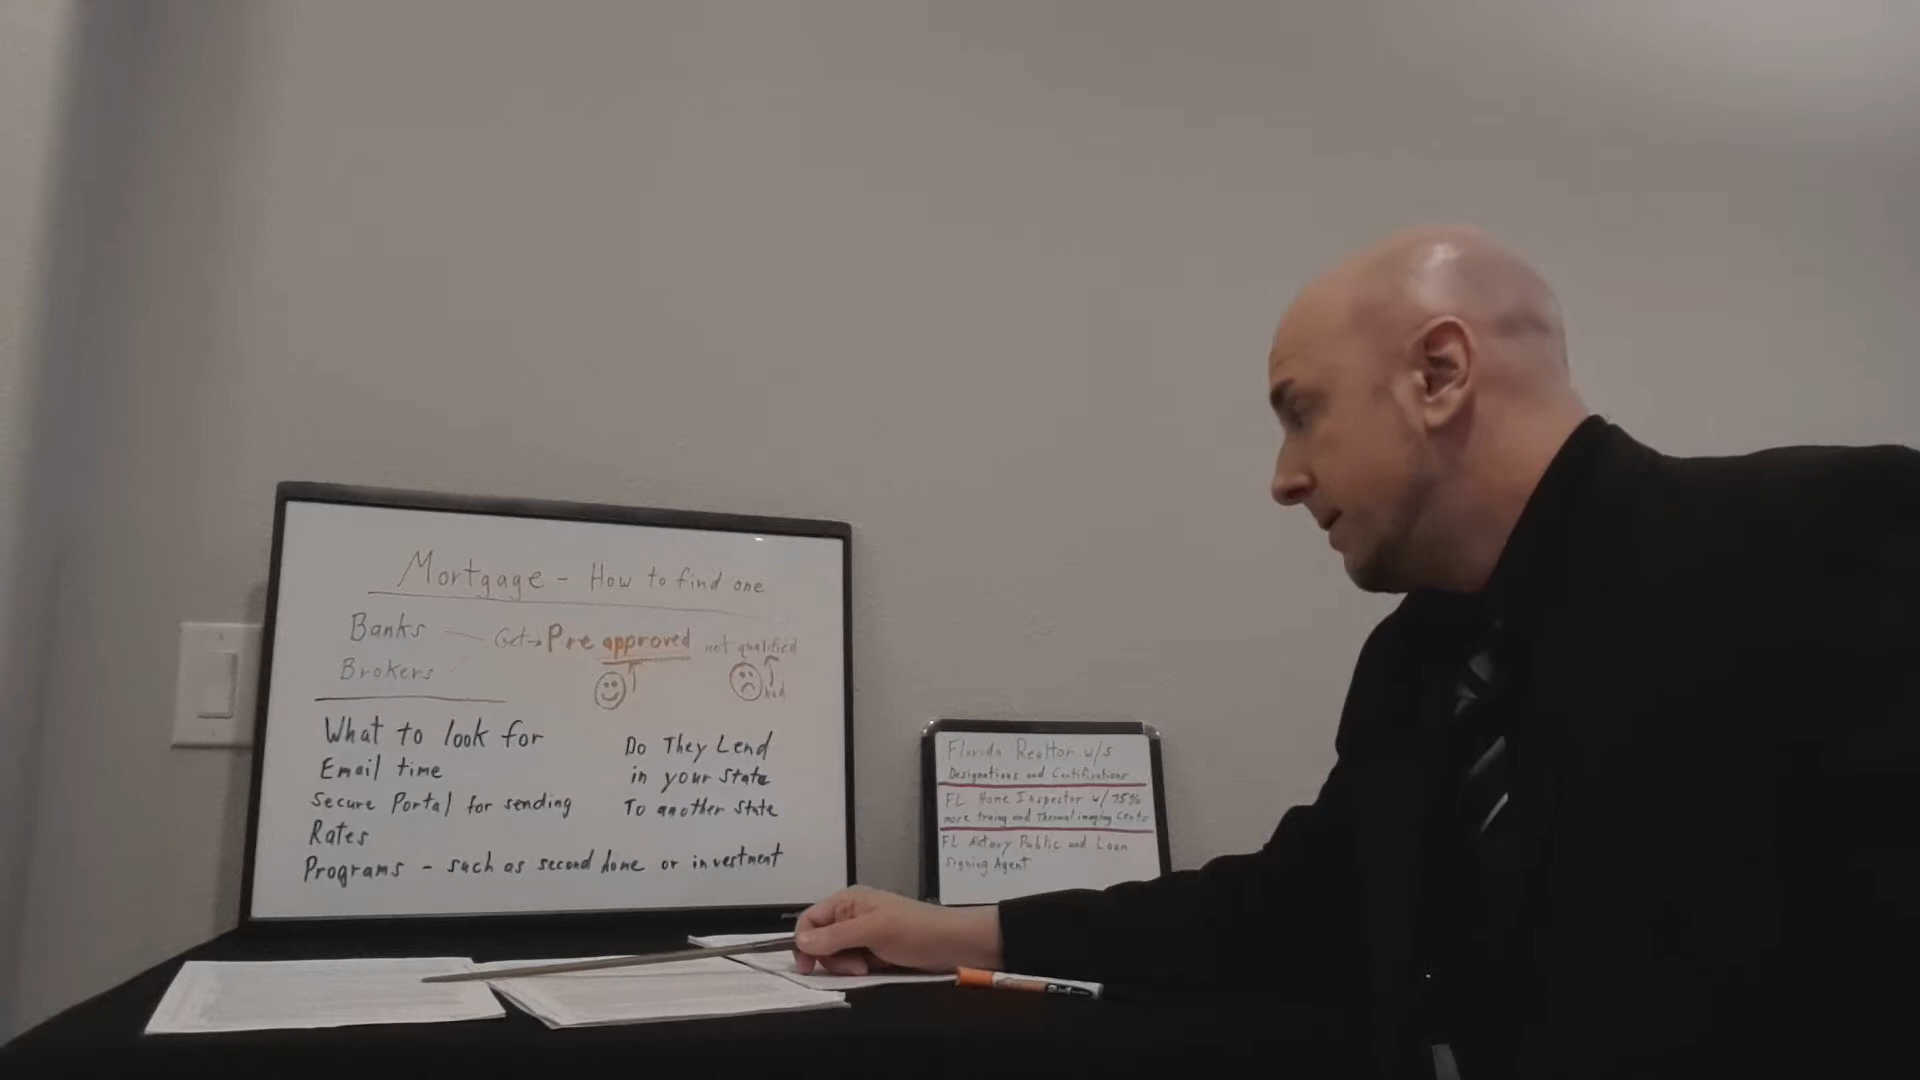 Mortgage - How to find one
Banks Get→ Pre approved not qualified
Brokers bad
What to look for
Email time
Secure Portal for sending
Rates
Programs - such as second home or investment
Do They Lend
in your state
To another state
Florida Realtor w/5
Designations and Certifications
FL Home Inspector w/ 75%
more traing and Thermal imaging Certs
FL Notary Public and Loan
Signing Agent